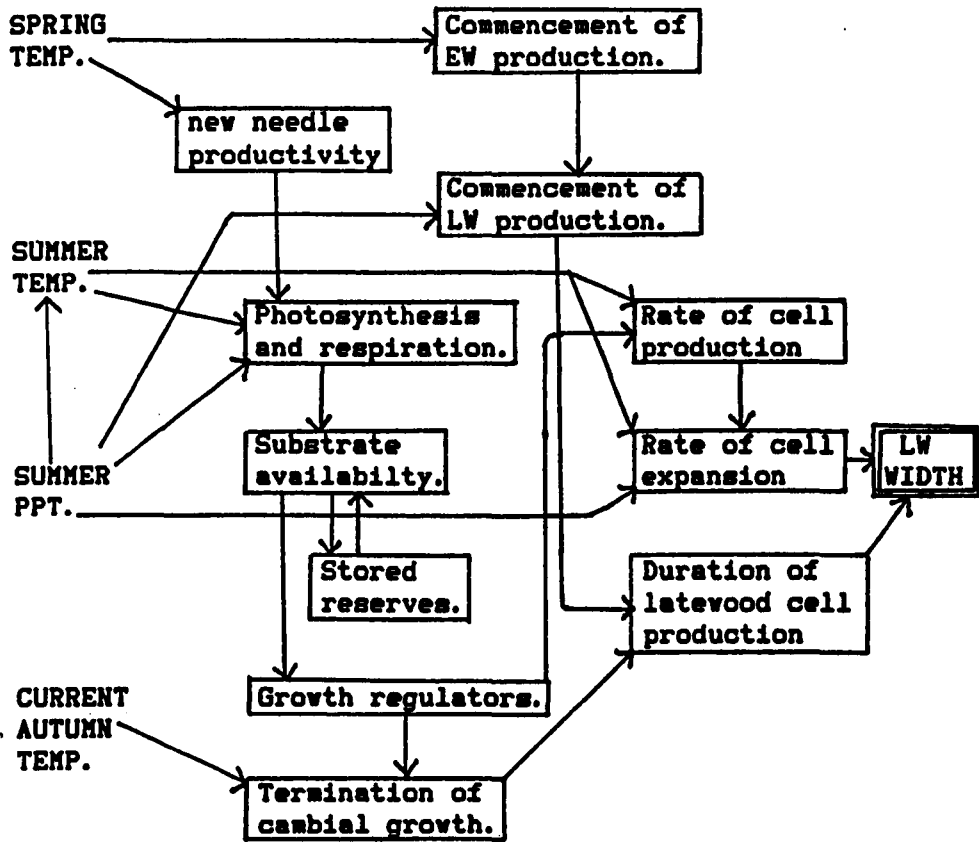 SPRING
TEMP.
Commencement of
EW production.
new needle
productivity
Commencement of
LW production.
SUMMER
TEMP.
Photosynthesis
and respiration.
Rate of cell
production
SUMMER
PPT.
Substrate
availabilty.
Rate of cell
expansion
LW
WIDTH
Stored
reserves.
Duration of
latewood cell
production
Growth regulators.
CURRENT
AUTUMN
TEMP.
Termination of
cambial growth.